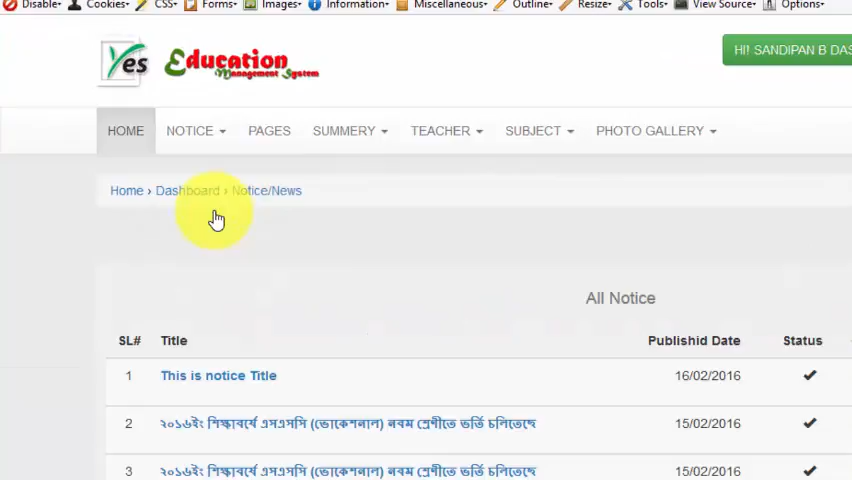 Disable▾ Cookies▾ CSS▾ Forms▾ Images▾ Information▾ Miscellaneous▾ Outline▾ Resize▾ Tools▾ View Source▾ Options▾
Yes Education
Management System
HI! SANDIPAN B DAS
HOME NOTICE PAGES SUMMERY TEACHER SUBJECT PHOTO GALLERY
Home › Dashboard › Notice/News
All Notice
SL# Title Publishid Date Status
1 This is notice Title 16/02/2016 ✔
2 ২০১৬ইং শিক্ষাবর্ষে এসএসসি (ভোকেশনাল) নবম শ্রেণীতে ভর্তি চলিতেছে 15/02/2016 ✔
3 ২০১৬ইং শিক্ষাবর্ষে এসএসসি (ভোকেশনাল) নবম শ্রেণীতে ভর্তি চলিতেছে 15/02/2016 ✔